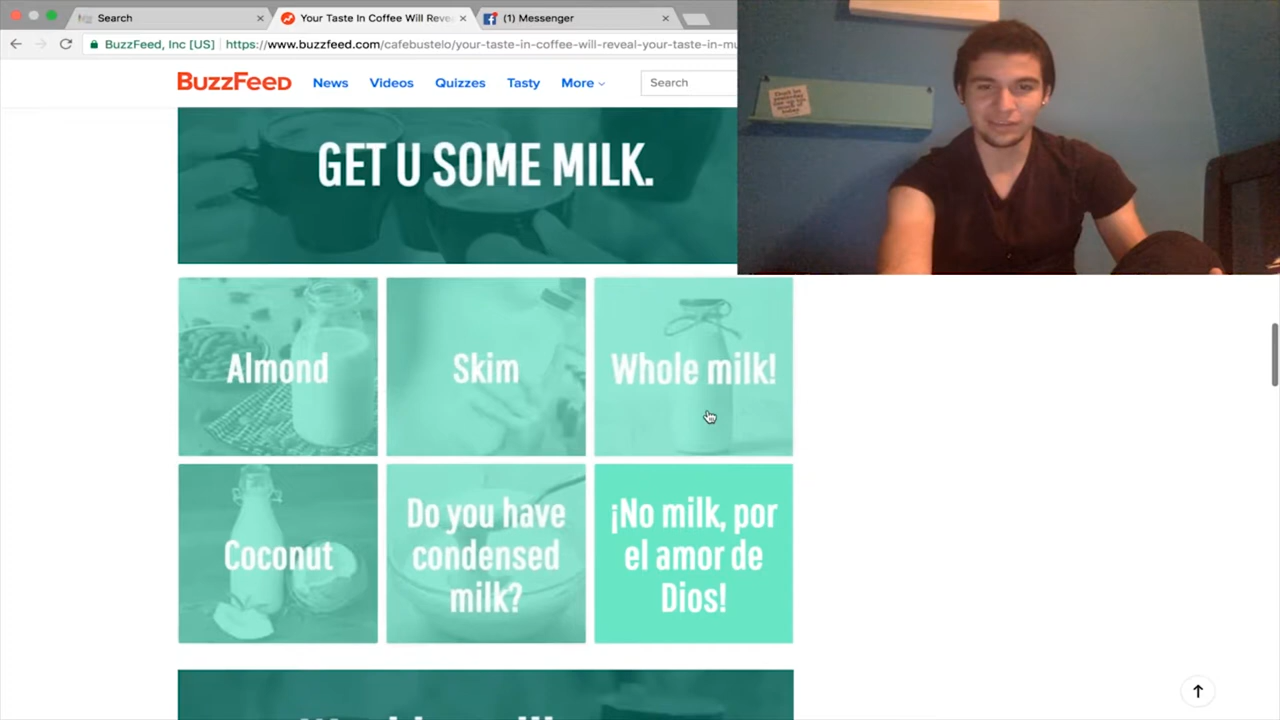 Search
Your Taste In Coffee Will Reve
(1) Messenger
BuzzFeed, Inc [US]
https://www.buzzfeed.com/cafebustelo/your-taste-in-coffee-will-reveal-your-taste-in-mu
BuzzFeed
News
Videos
Quizzes
Tasty
More
Search
GET U SOME MILK.
Almond
Skim
Whole milk!
Coconut
Do you have
condensed
milk?
¡No milk, por
el amor de
Dios!